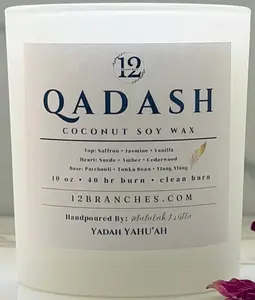 12
QADASH
COCONUT SOY WAX
Top: Saffron • Jasmine • Vanilla
Heart: Suede • Amber • Cedarwood
Base: Patchouli • Tonka Bean • Ylang Ylang
10 oz • 40 hr burn • clean burn
12BRANCHES.COM
Handpoured By:
YADAH YAHU'AH